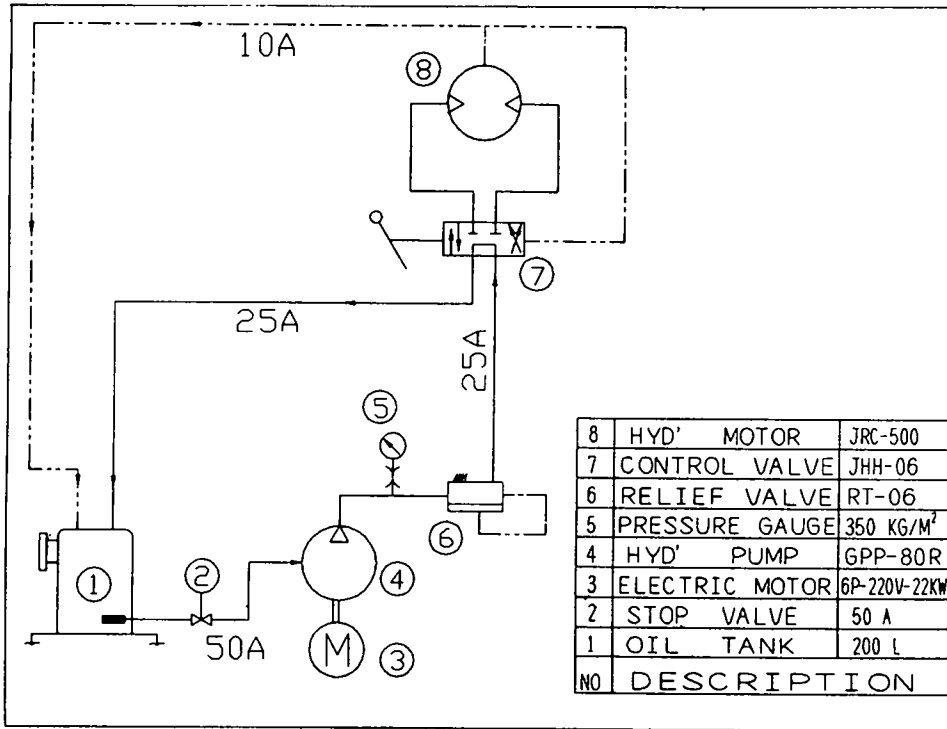 10A
⑧
⑦
25A
25A
⑤
⑥
②
①
④
50A
M
③
8 HYD' MOTOR JRC-500
7 CONTROL VALVE JHH-06
6 RELIEF VALVE RT-06
5 PRESSURE GAUGE 350 KG/M²
4 HYD' PUMP GPP-80R
3 ELECTRIC MOTOR 6P-220V-22KW
2 STOP VALVE 50 A
1 OIL TANK 200 L
NO DESCRIPTION